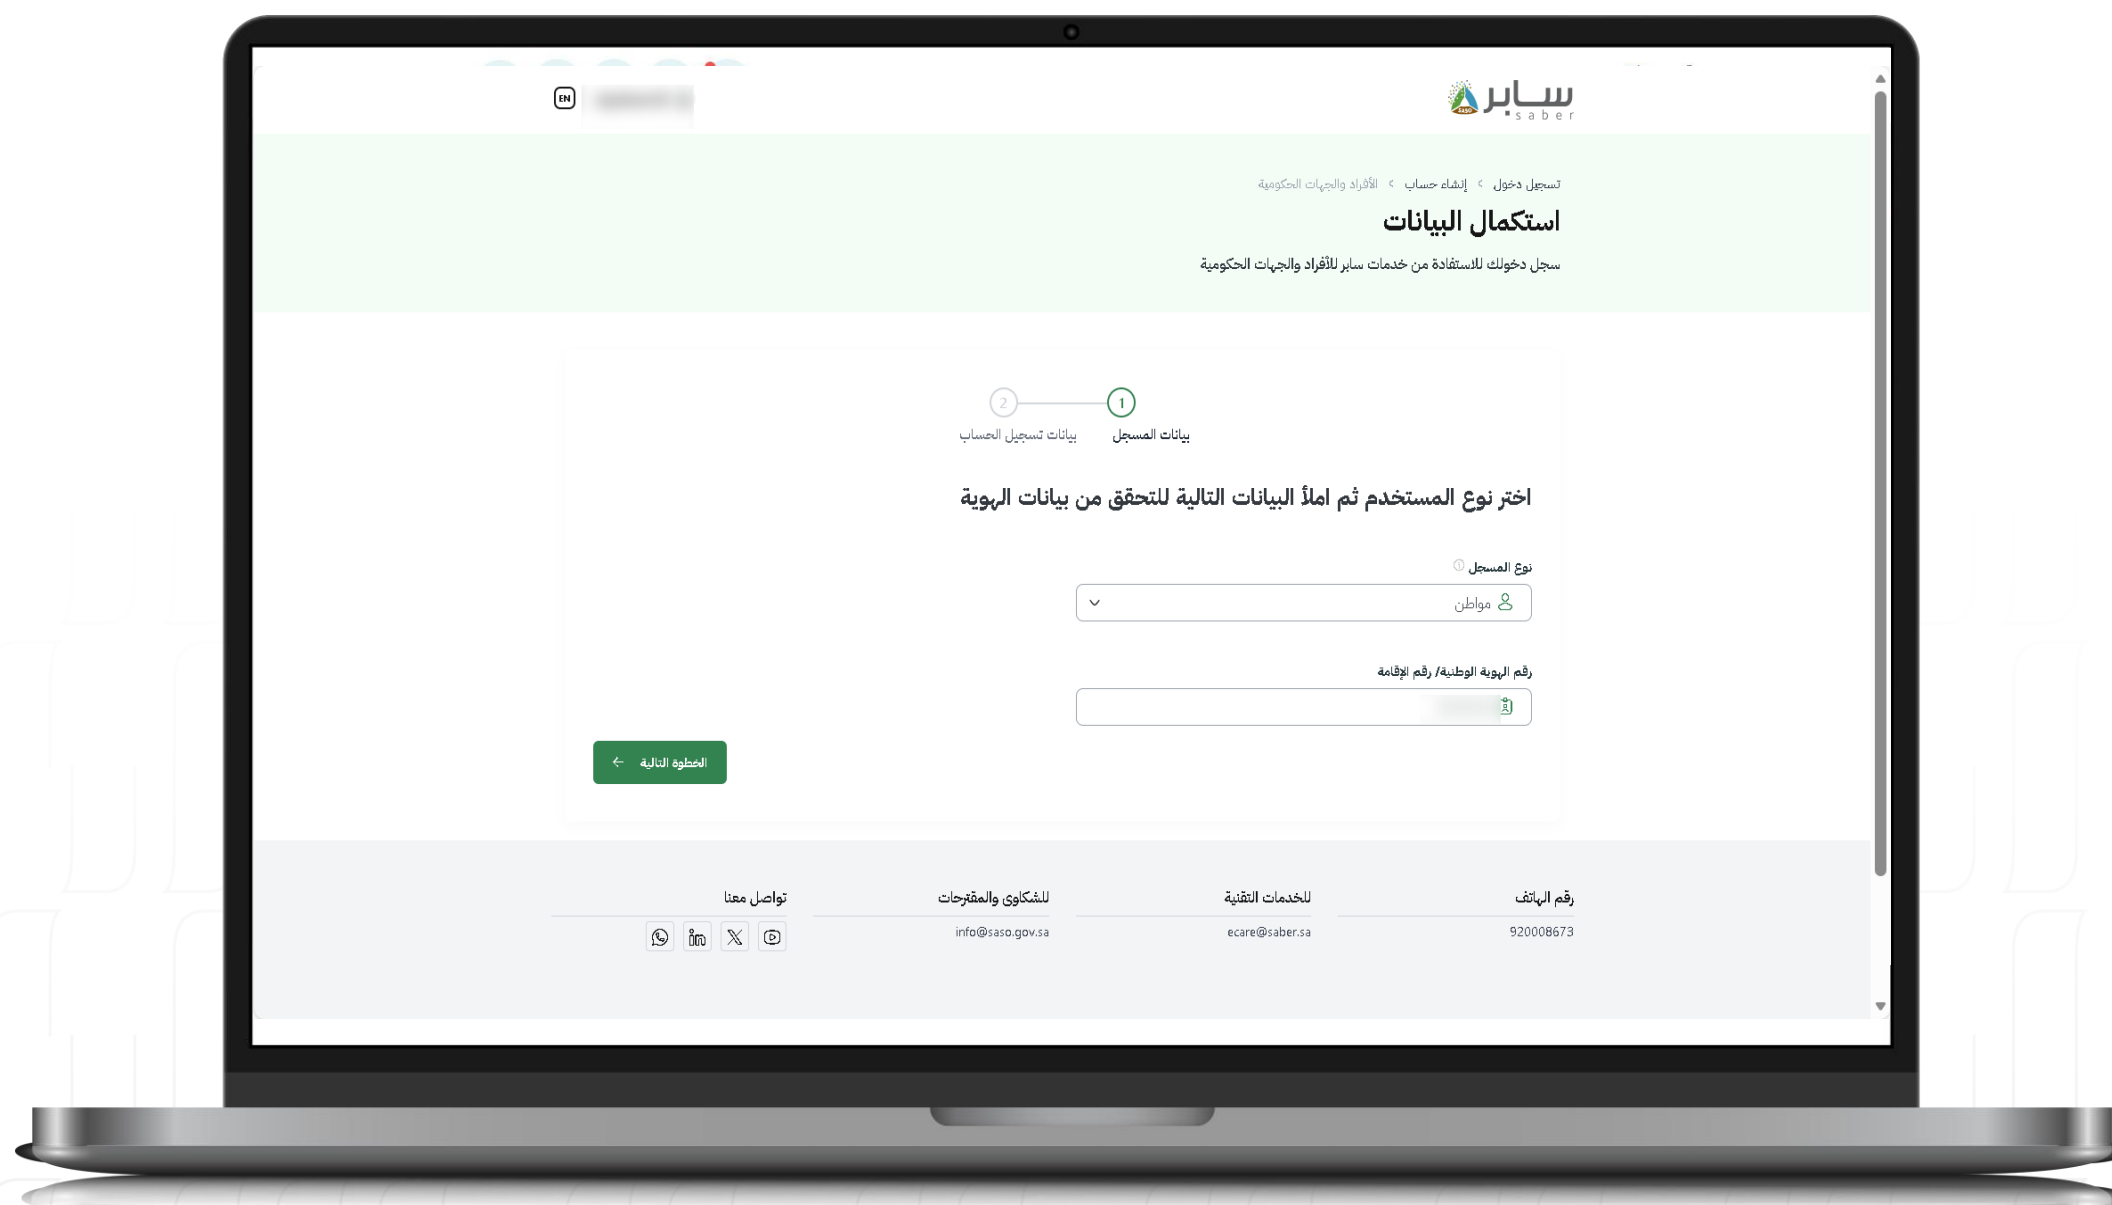 سابر
saber
SASO
EN
تسجيل دخول > إنشاء حساب > الأفراد والجهات الحكومية
استكمال البيانات
سجل دخولك للاستفادة من خدمات سابر للأفراد والجهات الحكومية
1 2
بيانات المسجل بيانات تسجيل الحساب
اختر نوع المستخدم ثم املأ البيانات التالية للتحقق من بيانات الهوية
نوع المسجل
مواطن
رقم الهوية الوطنية/ رقم الإقامة
الخطوة التالية
رقم الهاتف
920008673
للخدمات التقنية
ecare@saber.sa
للشكاوى والمقترحات
info@saso.gov.sa
تواصل معنا